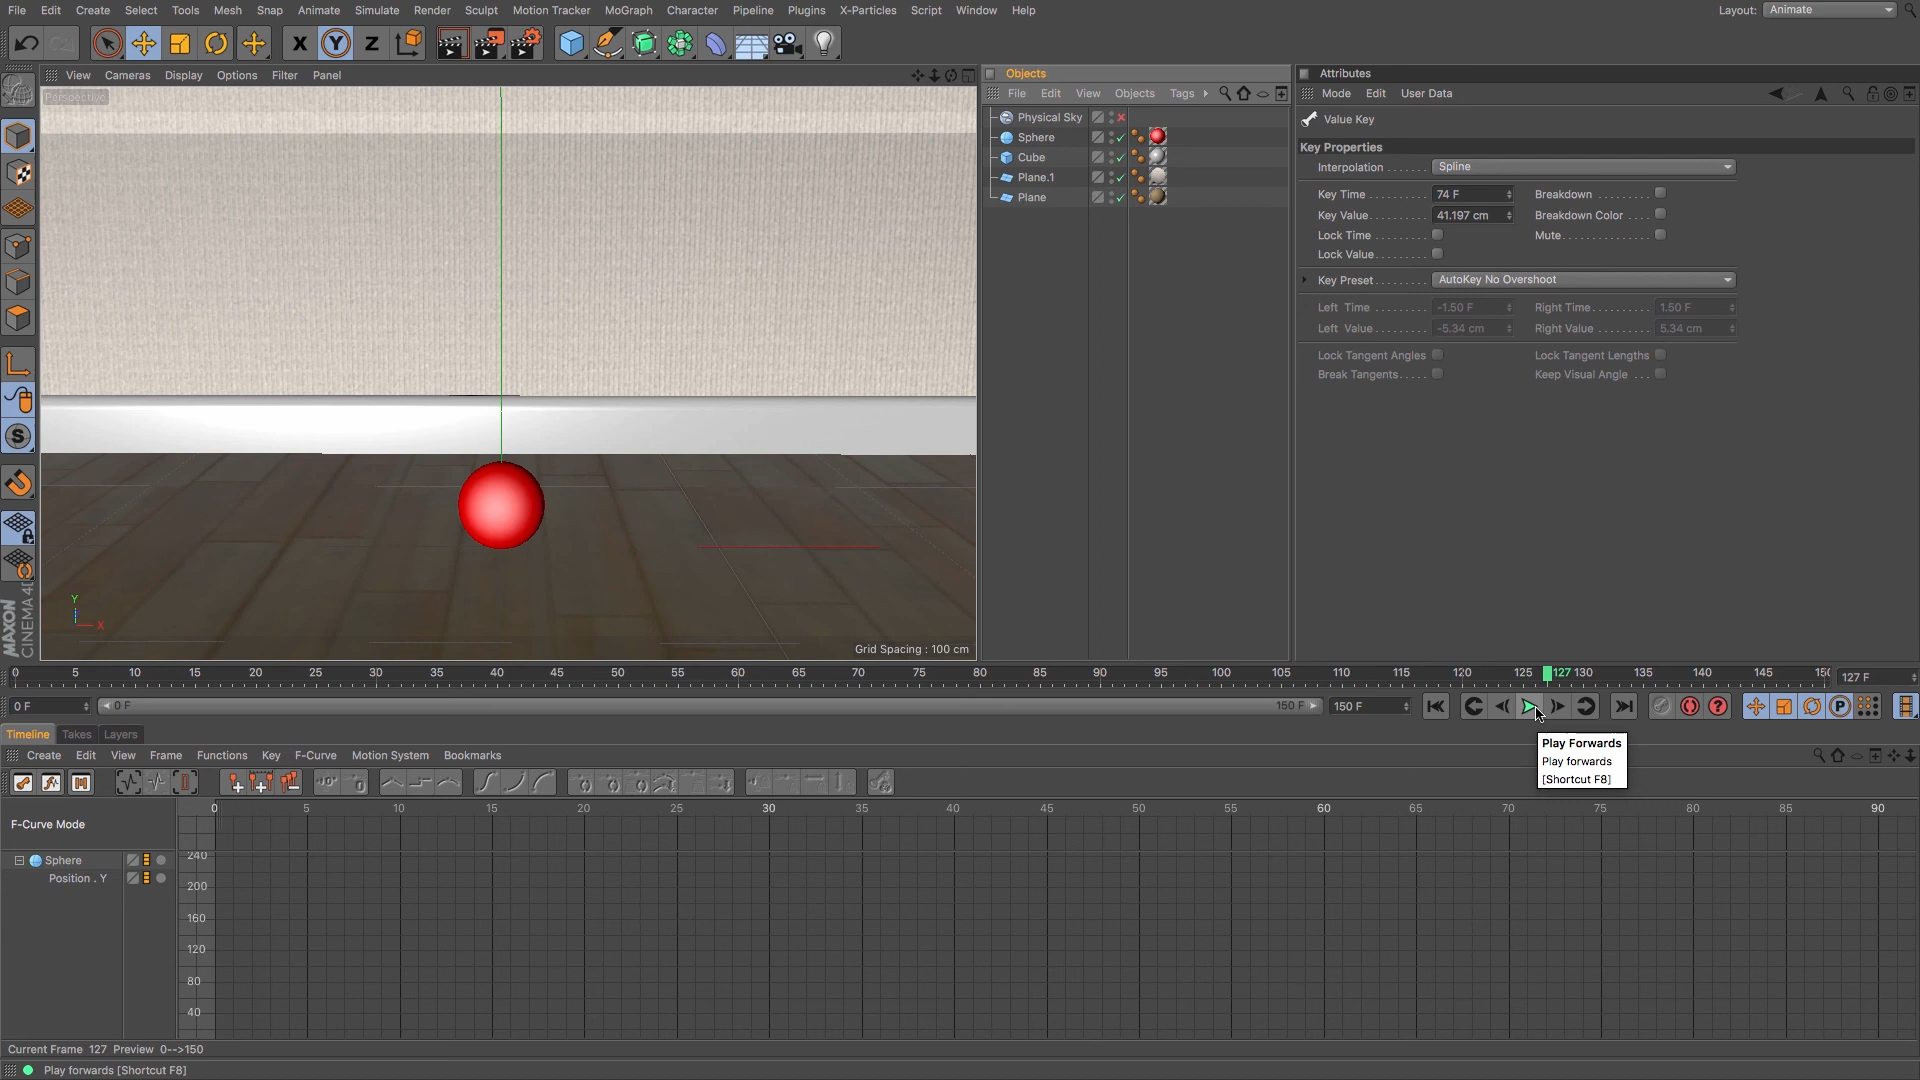 File Edit Create Select Tools Mesh Snap Animate Simulate Render Sculpt Motion Tracker MoGraph Character Pipeline Plugins X-Particles Script Window Help Layout: Animate
X Y Z
View Cameras Display Options Filter Panel
Perspective
Y
X
Grid Spacing : 100 cm
MAXON
CINEMA 4D
Objects
File Edit View Objects Tags
Physical Sky
Sphere
Cube
Plane.1
Plane
Attributes
Mode Edit User Data
Value Key
Key Properties
Interpolation . . . . . . Spline
Key Time . . . . . . . . 74 F Breakdown . . . . . . . . .
Key Value. . . . . . . . 41.197 cm Breakdown Color . . . .
Lock Time . . . . . . . . Mute. . . . . . . . . . . . . .
Lock Value. . . . . . . .
Key Preset. . . . . . . . AutoKey No Overshoot
Left Time . . . . . . . . -1.50 F Right Time. . . . . . . . . 1.50 F
Left Value . . . . . . . -5.34 cm Right Value . . . . . . . . 5.34 cm
Lock Tangent Angles Lock Tangent Lengths
Break Tangents. . . . . Keep Visual Angle . . .
0 5 10 15 20 25 30 35 40 45 50 55 60 65 70 75 80 85 90 95 100 105 110 115 120 125 127 130 135 140 145 150 127 F
0 F 0 F 150 F 150 F
Play Forwards
Play forwards
[Shortcut F8]
Timeline Takes Layers
Create Edit View Frame Functions Key F-Curve Motion System Bookmarks
0 5 10 15 20 25 30 35 40 45 50 55 60 65 70 75 80 85 90
F-Curve Mode
Sphere
Position . Y
240
200
160
120
80
40
Current Frame 127 Preview 0-->150
Play forwards [Shortcut F8]